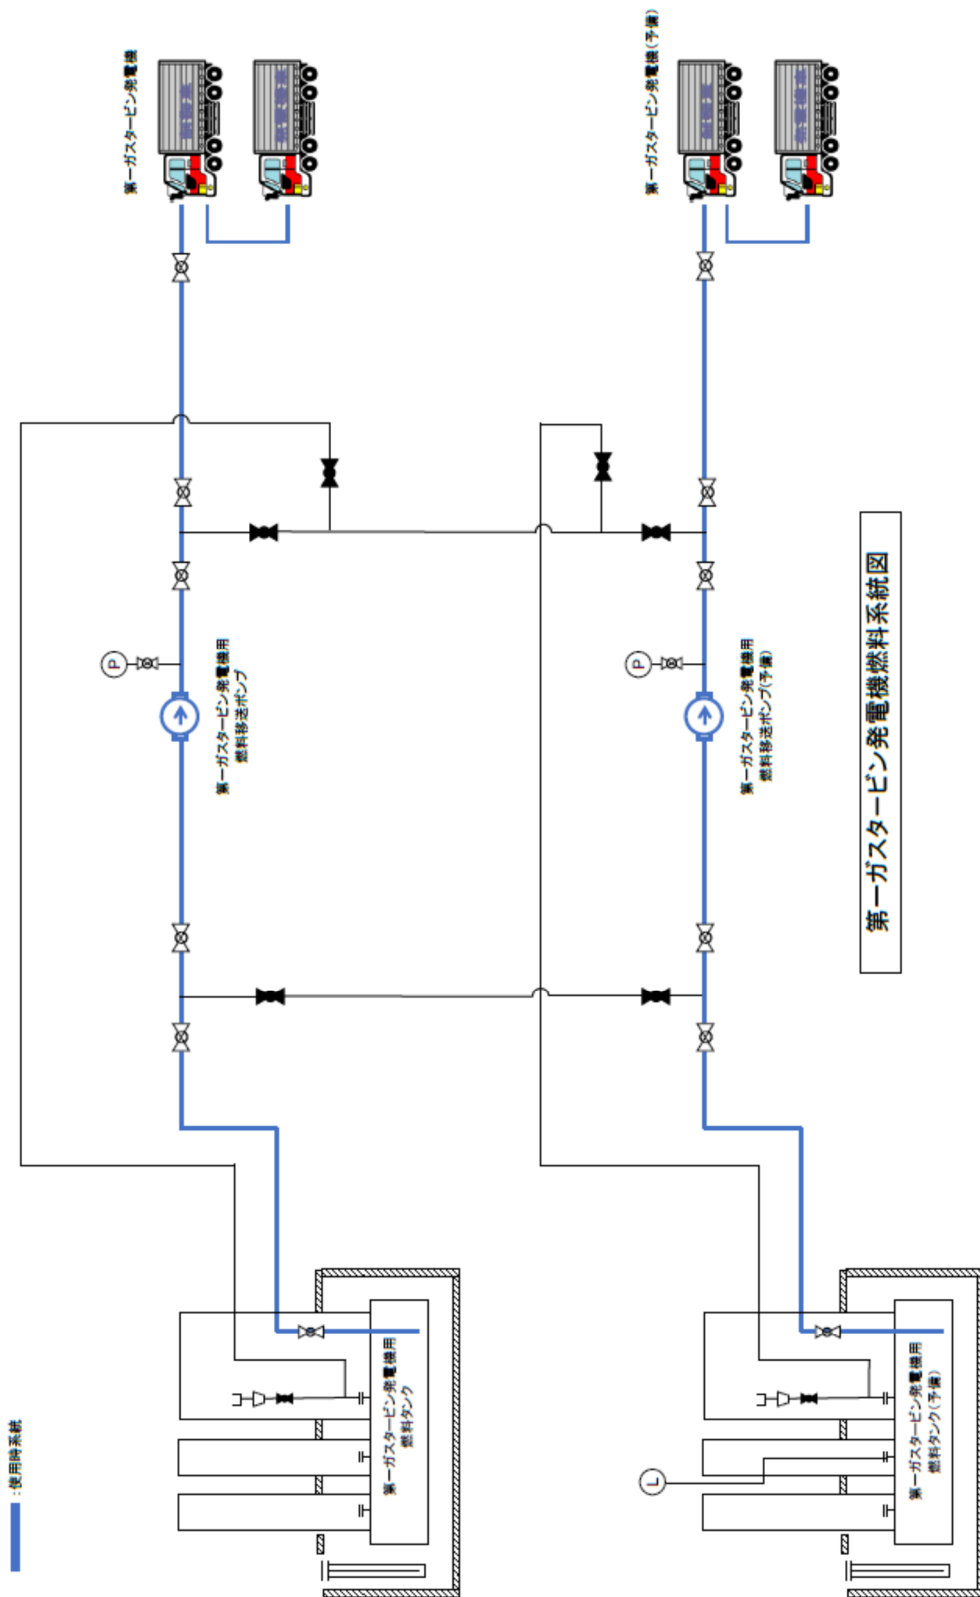 :使用時系統
第一ガスタービン発電機
第一ガスタービン発電機(予備)
P
P
第一ガスタービン発電機用
燃料移送ポンプ
第一ガスタービン発電機用
燃料移送ポンプ(予備)
第一ガスタービン発電機用
燃料タンク
L
第一ガスタービン発電機用
燃料タンク(予備)
第一ガスタービン発電機燃料系統図